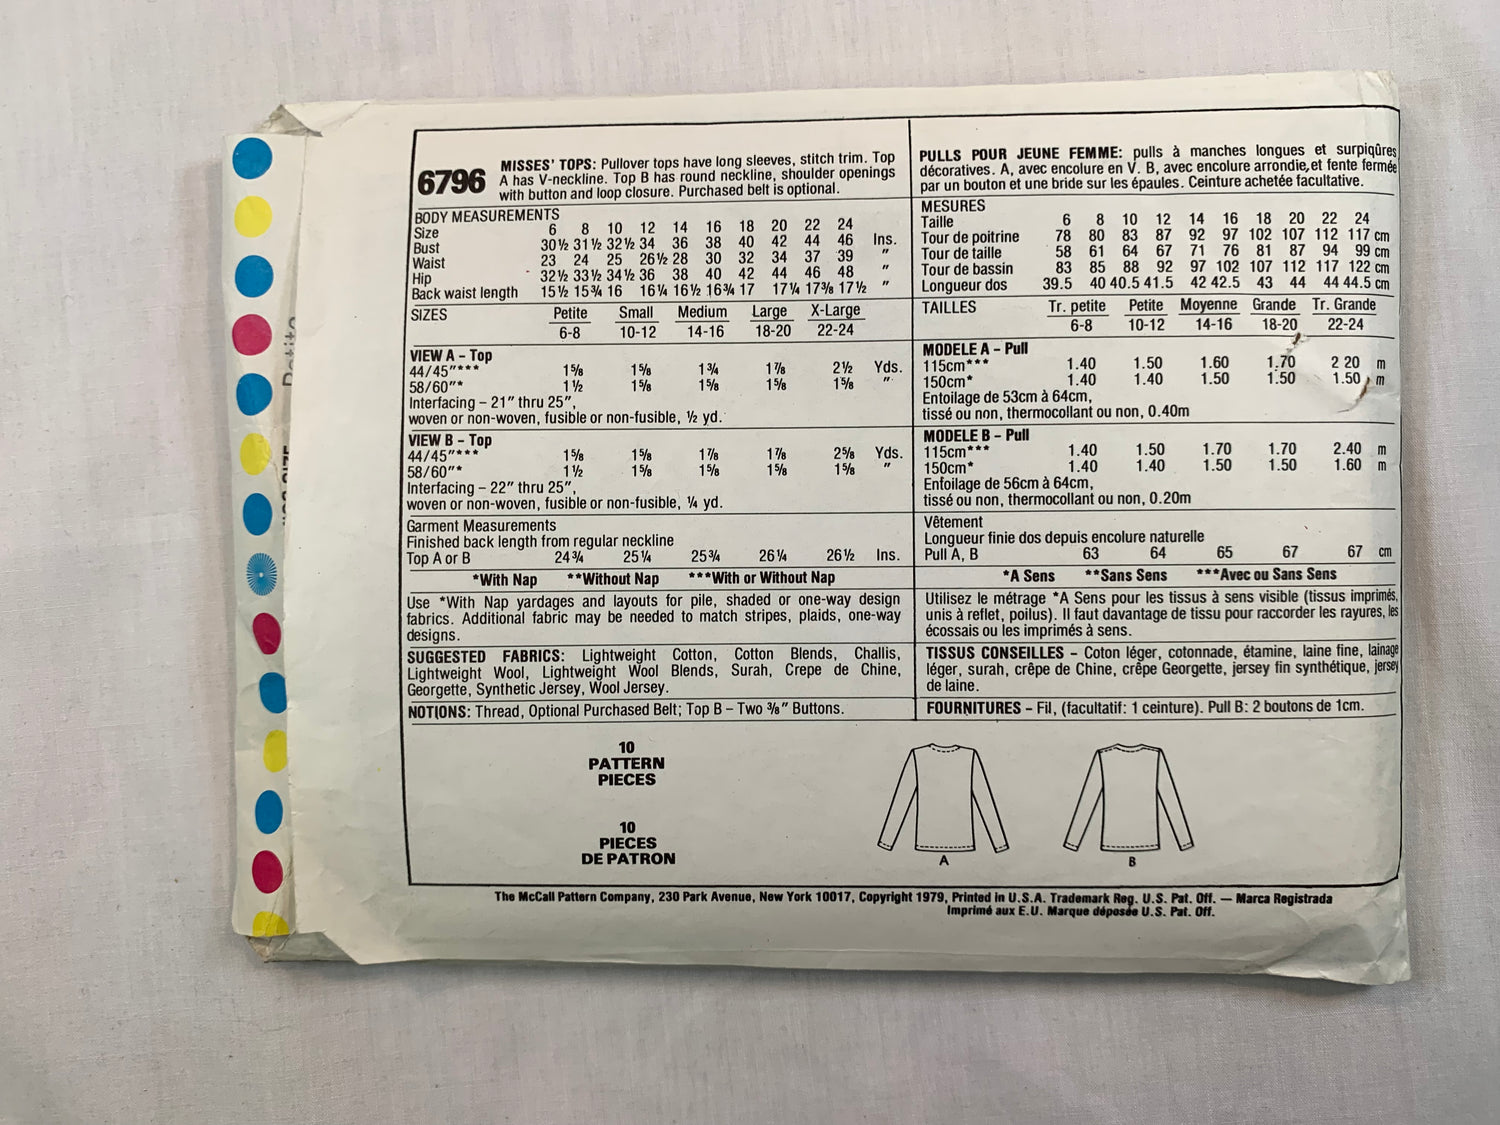 6796
MISSES' TOPS: Pullover tops have long sleeves, stitch trim. Top
A has V-neckline. Top B has round neckline, shoulder openings
with button and loop closure. Purchased belt is optional.
BODY MEASUREMENTS
Size 6 8 10 12 14 16 18 20 22 24
Bust 30½ 31½ 32½ 34 36 38 40 42 44 46 Ins.
Waist 23 24 25 26½ 28 30 32 34 37 39 "
Hip 32½ 33½ 34½ 36 38 40 42 44 46 48 "
Back waist length 15½ 15¾ 16 16¼ 16½ 16¾ 17 17¼ 17⅜ 17½ "
SIZES Petite Small Medium Large X-Large
6-8 10-12 14-16 18-20 22-24
VIEW A – Top
44/45"*** 1⅝ 1⅝ 1¾ 1⅞ 2½ Yds.
58/60"* 1½ 1⅝ 1⅝ 1⅝ 1⅝ "
Interfacing – 21" thru 25",
woven or non-woven, fusible or non-fusible, ½ yd.
VIEW B – Top
44/45"*** 1⅝ 1⅝ 1⅞ 1⅞ 2⅝ Yds.
58/60"* 1½ 1⅝ 1⅝ 1⅝ 1⅝ "
Interfacing – 22" thru 25",
woven or non-woven, fusible or non-fusible, ¼ yd.
Garment Measurements
Finished back length from regular neckline
Top A or B 24¾ 25¼ 25¾ 26¼ 26½ Ins.
*With Nap **Without Nap ***With or Without Nap
Use *With Nap yardages and layouts for pile, shaded or one-way design
fabrics. Additional fabric may be needed to match stripes, plaids, one-way
designs.
SUGGESTED FABRICS: Lightweight Cotton, Cotton Blends, Challis,
Lightweight Wool, Lightweight Wool Blends, Surah, Crepe de Chine,
Georgette, Synthetic Jersey, Wool Jersey.
NOTIONS: Thread, Optional Purchased Belt; Top B – Two ⅜" Buttons.
PULLS POUR JEUNE FEMME: pulls à manches longues et surpiqûres
décoratives. A, avec encolure en V. B, avec encolure arrondie, et fente fermée
par un bouton et une bride sur les épaules. Ceinture achetée facultative.
MESURES
Taille 6 8 10 12 14 16 18 20 22 24
Tour de poitrine 78 80 83 87 92 97 102 107 112 117 cm
Tour de taille 58 61 64 67 71 76 81 87 94 99 cm
Tour de bassin 83 85 88 92 97 102 107 112 117 122 cm
Longueur dos 39.5 40 40.5 41.5 42 42.5 43 44 44 44.5 cm
TAILLES Tr. petite Petite Moyenne Grande Tr. Grande
6-8 10-12 14-16 18-20 22-24
MODELE A – Pull
115cm*** 1.40 1.50 1.60 1.70 2 20 m
150cm* 1.40 1.40 1.50 1.50 1.50 m
Entoilage de 53cm à 64cm,
tissé ou non, thermocollant ou non, 0.40m
MODELE B – Pull
115cm*** 1.40 1.50 1.70 1.70 2.40 m
150cm* 1.40 1.40 1.50 1.50 1.60 m
Entoilage de 56cm à 64cm,
tissé ou non, thermocollant ou non, 0.20m
Vêtement
Longueur finie dos depuis encolure naturelle
Pull A, B 63 64 65 67 67 cm
*A Sens **Sans Sens ***Avec ou Sans Sens
Utilisez le métrage *A Sens pour les tissus à sens visible (tissus imprimés,
unis à reflet, poilus). Il faut davantage de tissu pour raccorder les rayures, les
écossais ou les imprimés à sens.
TISSUS CONSEILLES – Coton léger, cotonnade, étamine, laine fine, lainage
léger, surah, crêpe de Chine, crêpe Georgette, jersey fin synthétique, jersey
de laine.
FOURNITURES – Fil, (facultatif: 1 ceinture). Pull B: 2 boutons de 1cm.
10
PATTERN
PIECES
10
PIECES
DE PATRON
A
B
The McCall Pattern Company, 230 Park Avenue, New York 10017, Copyright 1979, Printed in U.S.A. Trademark Reg. U.S. Pat. Off. — Marca Registrada
Imprimé aux E.U. Marque déposée U.S. Pat. Off.